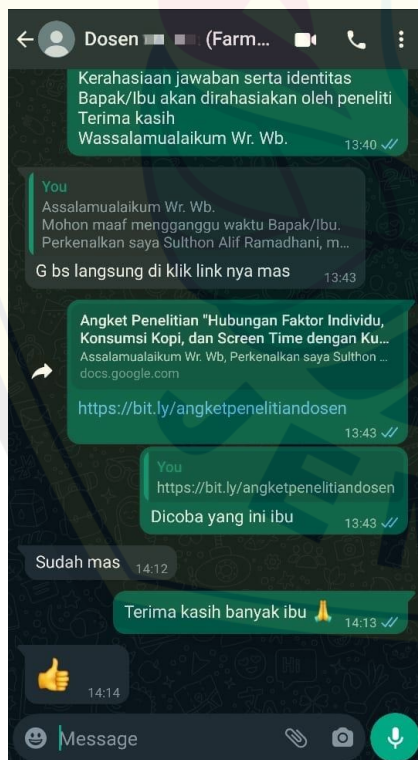 Dosen (Farm...
Kerahasiaan jawaban serta identitas
Bapak/Ibu akan dirahasiakan oleh peneliti
Terima kasih
Wassalamualaikum Wr. Wb.
13:40
You
Assalamualaikum Wr. Wb.
Mohon maaf mengganggu waktu Bapak/Ibu.
Perkenalkan saya Sulthon Alif Ramadhani, m...
G bs langsung di klik link nya mas
13:43
Angket Penelitian "Hubungan Faktor Individu,
Konsumsi Kopi, dan Screen Time dengan Ku...
Assalamualaikum Wr. Wb, Perkenalkan saya Sulthon ...
docs.google.com
https://bit.ly/angketpenelitiandosen
13:43
You
https://bit.ly/angketpenelitiandosen
Dicoba yang ini ibu
13:43
Sudah mas
14:12
Terima kasih banyak ibu 🙏
14:13
👍
14:14
Message